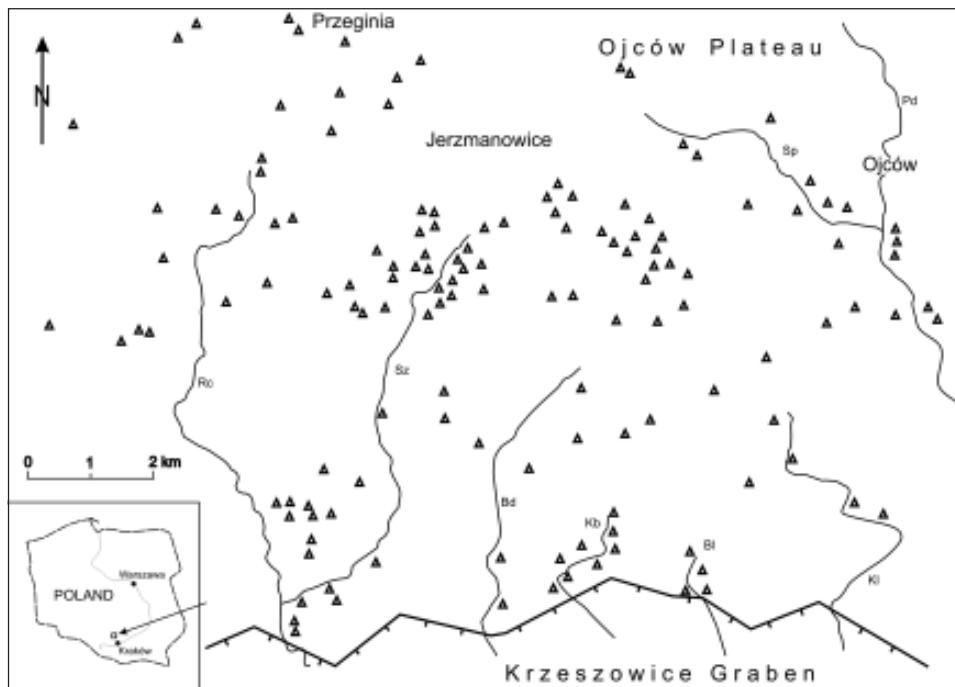 Przeginia
Ojców Plateau
N
Pd
Jerzmanowice
Sp
Ojców
Rc
Sz
0 1 2 km
Bd
Kb
Bl
Kl
POLAND
Warszawa
Kraków
Krzeszowice Graben